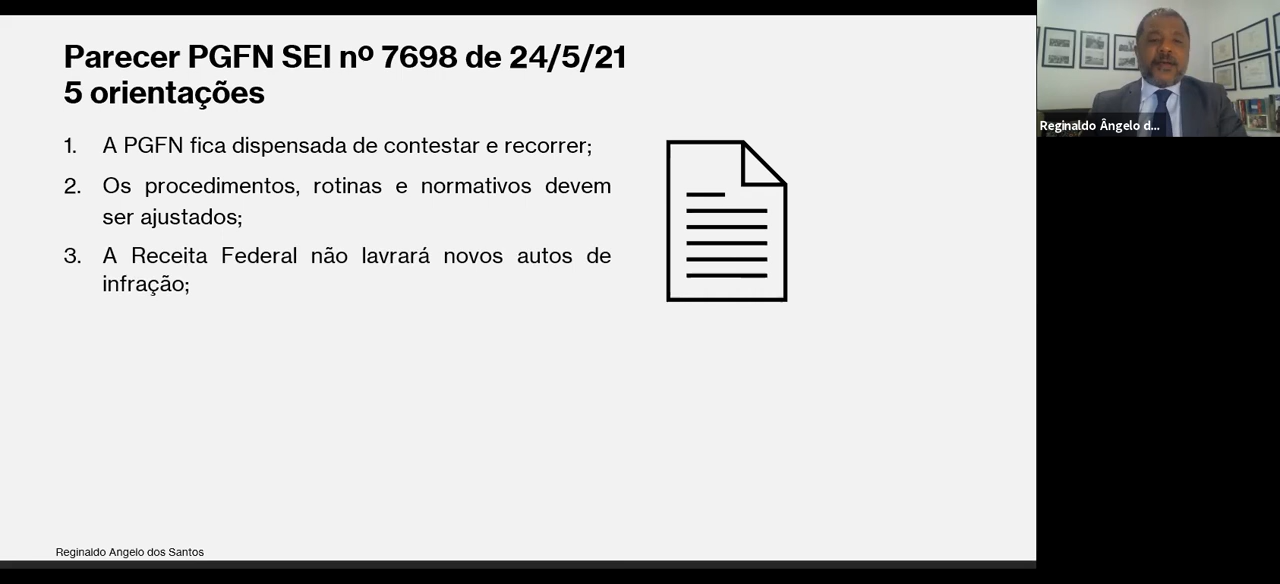 Parecer PGFN SEI nº 7698 de 24/5/21
5 orientações
1. A PGFN fica dispensada de contestar e recorrer;
2. Os procedimentos, rotinas e normativos devem
ser ajustados;
3. A Receita Federal não lavrará novos autos de
infração;
Reginaldo Angelo dos Santos
Reginaldo Ângelo d...